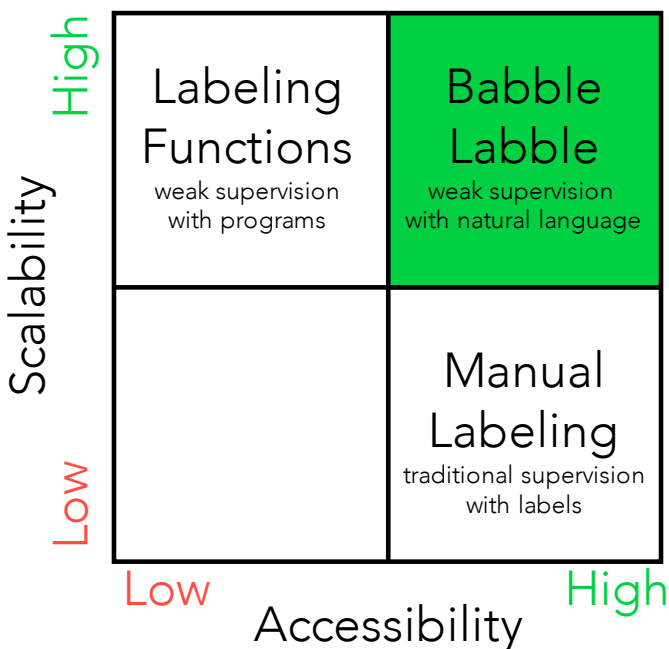 High
Scalability
Low
Labeling
Functions
weak supervision
with programs
Babble
Labble
weak supervision
with natural language
Manual
Labeling
traditional supervision
with labels
Low
High
Accessibility